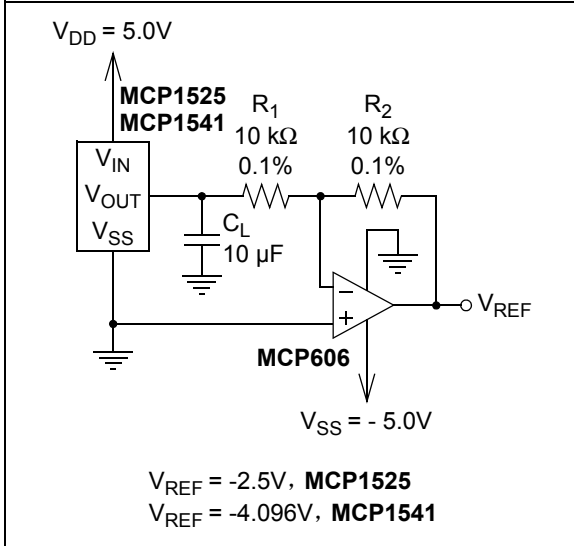 V_DD = 5.0V
MCP1525
MCP1541
V_IN
V_OUT
V_SS
R_1
10 kΩ
0.1%
R_2
10 kΩ
0.1%
C_L
10 µF
−
+
MCP606
V_REF
V_SS = - 5.0V
V_REF = -2.5V，MCP1525
V_REF = -4.096V，MCP1541